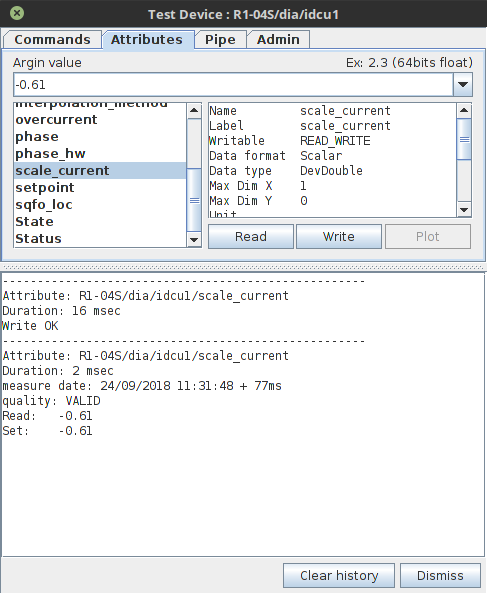 Test Device : R1-04S/dia/idcu1
Commands Attributes Pipe Admin
Argin value Ex: 2.3 (64bits float)
-0.61
interpolation_method
overcurrent
phase
phase_hw
scale_current
setpoint
sqfo_loc
State
Status
Name scale_current
Label scale_current
Writable READ_WRITE
Data format Scalar
Data type DevDouble
Max Dim X 1
Max Dim Y 0
Unit
Read Write Plot
----------------------------------------------------
Attribute: R1-04S/dia/idcu1/scale_current
Duration: 16 msec
Write OK
----------------------------------------------------
Attribute: R1-04S/dia/idcu1/scale_current
Duration: 2 msec
measure date: 24/09/2018 11:31:48 + 77ms
quality: VALID
Read: -0.61
Set: -0.61
Clear history Dismiss